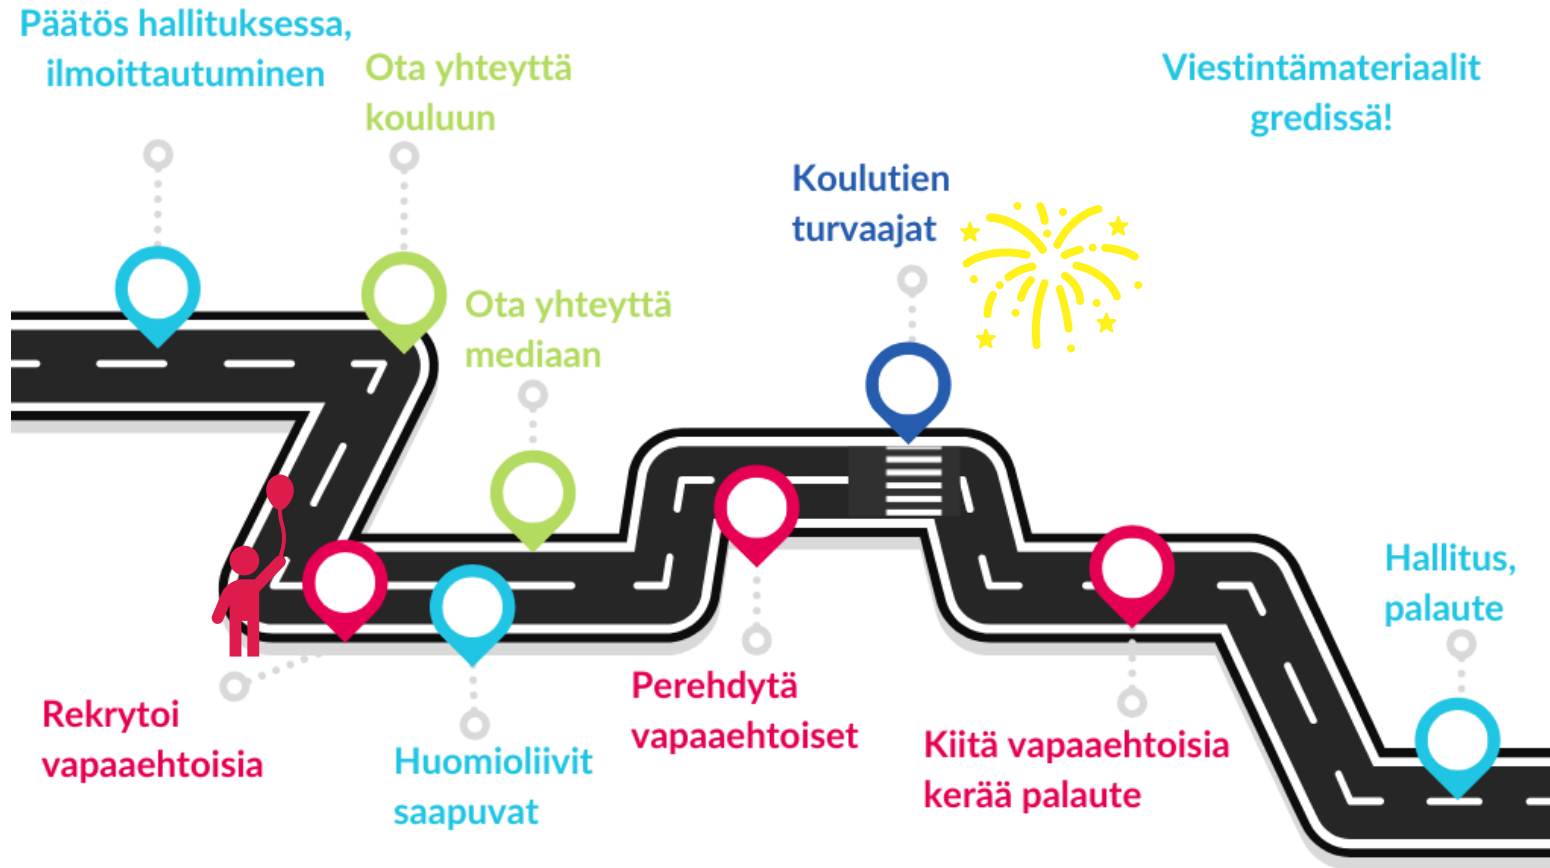 Päätös hallituksessa,
ilmoittautuminen
Ota yhteyttä
kouluun
Viestintämateriaalit
gredissä!
Koulutien
turvaajat
Ota yhteyttä
mediaan
Hallitus,
palaute
Rekrytoi
vapaaehtoisia
Huomioliivit
saapuvat
Perehdytä
vapaaehtoiset
Kiitä vapaaehtoisia
kerää palaute